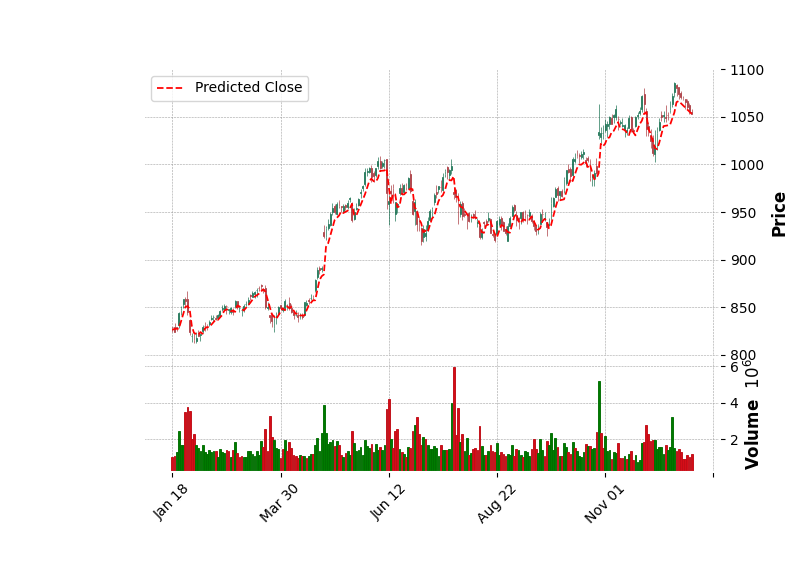 Predicted Close
1100
1050
1000
950
900
850
800
Price
6
4
2
Volume 10^6
Jan 18
Mar 30
Jun 12
Aug 22
Nov 01